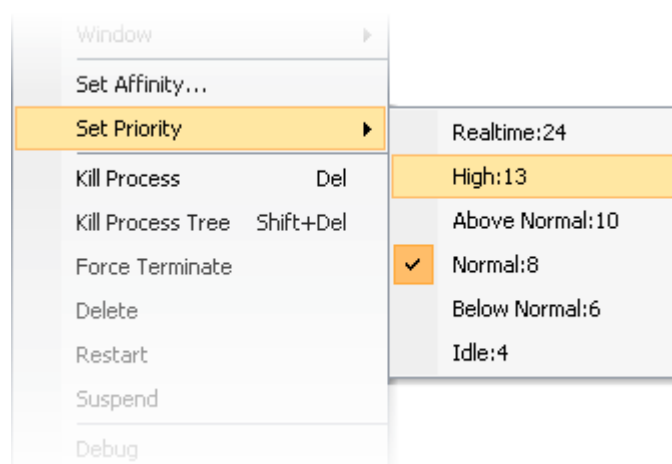 Window
Set Affinity...
Set Priority
Kill Process Del
Kill Process Tree Shift+Del
Force Terminate
Delete
Restart
Suspend
Debug
Realtime:24
High:13
Above Normal:10
Normal:8
Below Normal:6
Idle:4